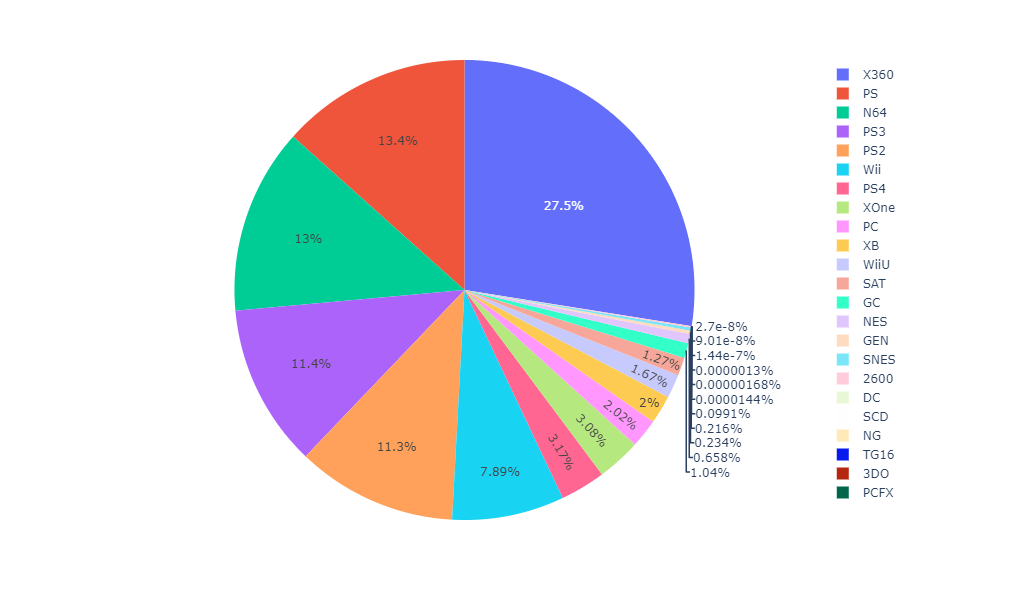 27.5%
13.4%
13%
11.4%
11.3%
7.89%
3.17%
3.08%
2.02%
2%
1.67%
1.27%
2.7e-8%
9.01e-8%
1.44e-7%
0.0000013%
0.00000168%
0.0000144%
0.0991%
0.216%
0.234%
0.658%
1.04%
X360
PS
N64
PS3
PS2
Wii
PS4
XOne
PC
XB
WiiU
SAT
GC
NES
GEN
SNES
2600
DC
SCD
NG
TG16
3DO
PCFX